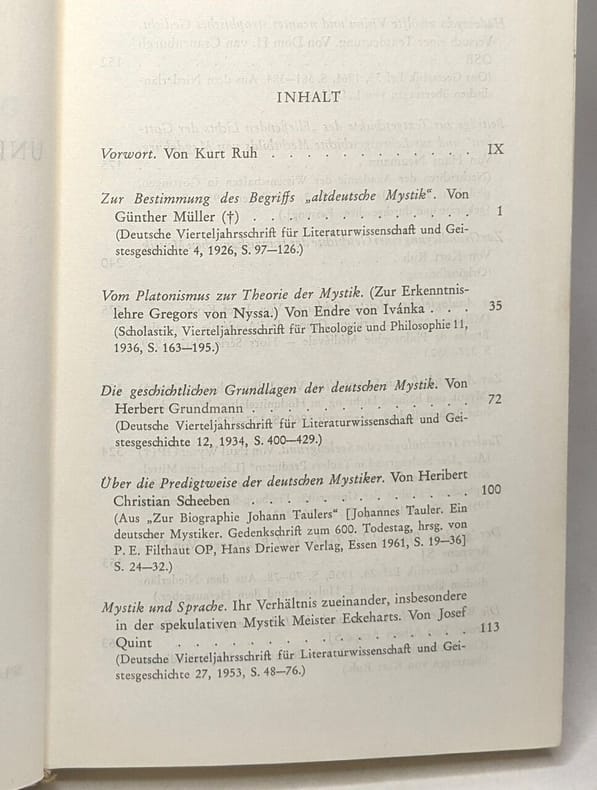 INHALT
Vorwort. Von Kurt Ruh . . . . . . . . . . . . IX
Zur Bestimmung des Begriffs „altdeutsche Mystik“. Von
Günther Müller (†) . . . . . . . . . . . . . 1
(Deutsche Vierteljahrsschrift für Literaturwissenschaft und Gei-
stesgeschichte 4, 1926, S. 97—126.)
Vom Platonismus zur Theorie der Mystik. (Zur Erkenntnis-
lehre Gregors von Nyssa.) Von Endre von Ivánka . . . 35
(Scholastik, Vierteljahresschrift für Theologie und Philosophie 11,
1936, S. 163—195.)
Die geschichtlichen Grundlagen der deutschen Mystik. Von
Herbert Grundmann . . . . . . . . . . . . . 72
(Deutsche Vierteljahrsschrift für Literaturwissenschaft und Gei-
stesgeschichte 12, 1934, S. 400—429.)
Über die Predigtweise der deutschen Mystiker. Von Heribert
Christian Scheeben . . . . . . . . . . . . . 100
(Aus „Zur Biographie Johann Taulers“ [Johannes Tauler. Ein
deutscher Mystiker. Gedenkschrift zum 600. Todestag, hrsg. von
P. E. Filthaut OP, Hans Driewer Verlag, Essen 1961, S. 19—36]
S. 24—32.)
Mystik und Sprache. Ihr Verhältnis zueinander, insbesondere
in der spekulativen Mystik Meister Eckeharts. Von Josef
Quint . . . . . . . . . . . . . . . . 113
(Deutsche Vierteljahrsschrift für Literaturwissenschaft und Gei-
stesgeschichte 27, 1953, S. 48—76.)